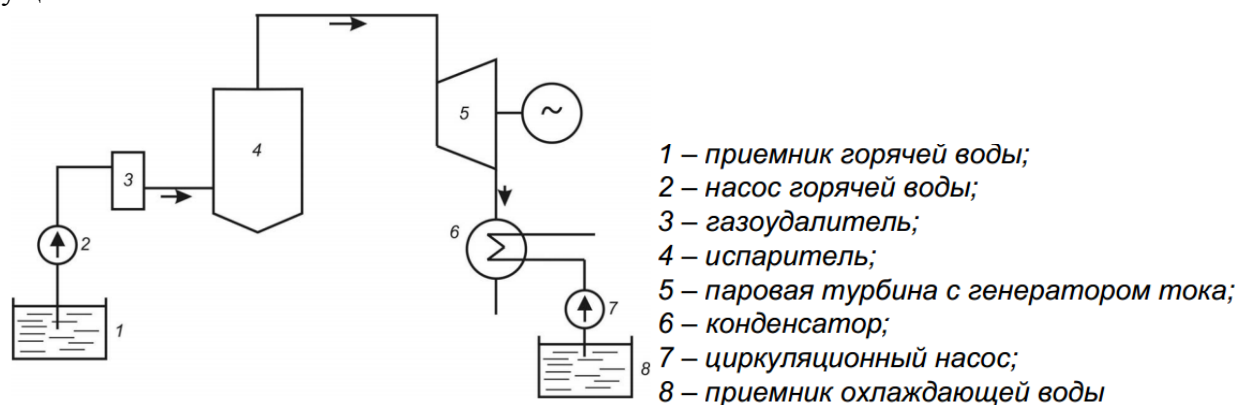 3
4
5
~
2
6
1
7
8
1 – приемник горячей воды;
2 – насос горячей воды;
3 – газоудалитель;
4 – испаритель;
5 – паровая турбина с генератором тока;
6 – конденсатор;
7 – циркуляционный насос;
8 – приемник охлаждающей воды